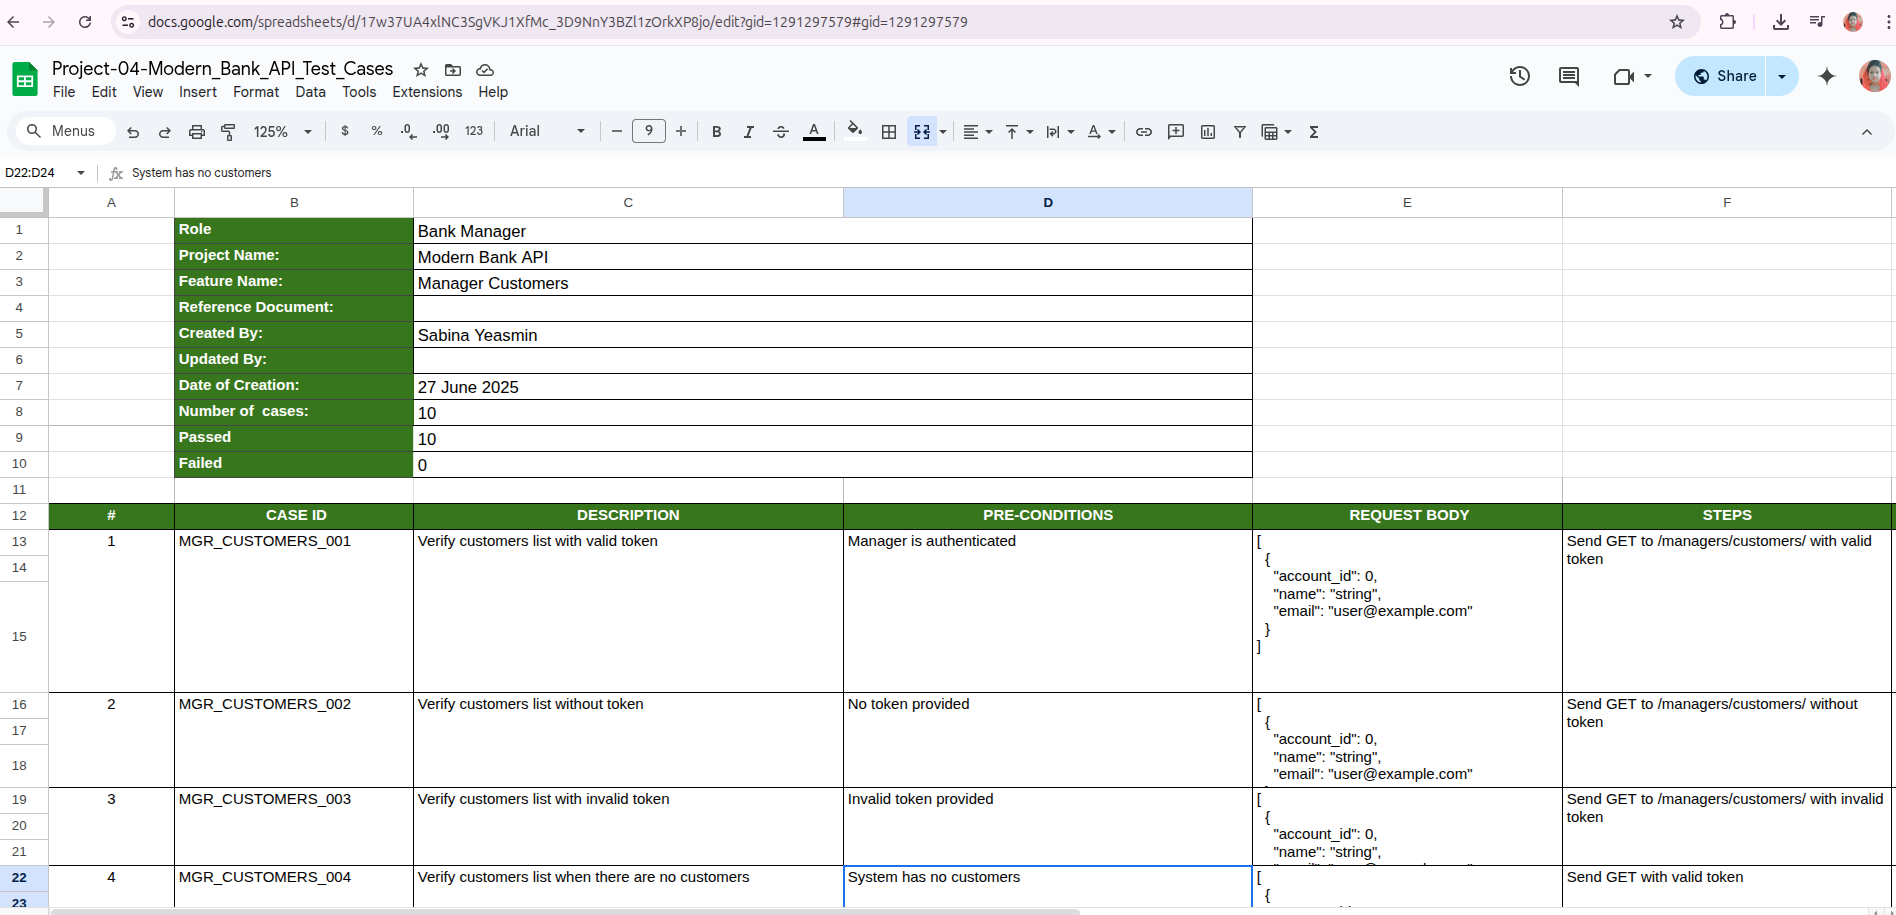 docs.google.com/spreadsheets/d/17w37UA4xlNC3SgVKJ1XfMc_3D9NnY3BZl1zOrkXP8jo/edit?gid=1291297579#gid=1291297579
Project-04-Modern_Bank_API_Test_Cases
File Edit View Insert Format Data Tools Extensions Help
Share
Menus 125% $ % .0 .00 123 Arial 9 B I A
D22:D24 fx System has no customers
A B C D E F
1 Role Bank Manager
2 Project Name: Modern Bank API
3 Feature Name: Manager Customers
4 Reference Document:
5 Created By: Sabina Yeasmin
6 Updated By:
7 Date of Creation: 27 June 2025
8 Number of  cases: 10
9 Passed 10
10 Failed 0
11
12 # CASE ID DESCRIPTION PRE-CONDITIONS REQUEST BODY STEPS
13 1 MGR_CUSTOMERS_001 Verify customers list with valid token Manager is authenticated [ Send GET to /managers/customers/ with valid
{ token
14
"account_id": 0,
"name": "string",
"email": "user@example.com"
15
}
]
16 2 MGR_CUSTOMERS_002 Verify customers list without token No token provided [ Send GET to /managers/customers/ without
{ token
17
"account_id": 0,
"name": "string",
18
"email": "user@example.com"
19 3 MGR_CUSTOMERS_003 Verify customers list with invalid token Invalid token provided [ Send GET to /managers/customers/ with invalid
{ token
20
"account_id": 0,
21
"name": "string",
22 4 MGR_CUSTOMERS_004 Verify customers list when there are no customers System has no customers [ Send GET with valid token
{
23